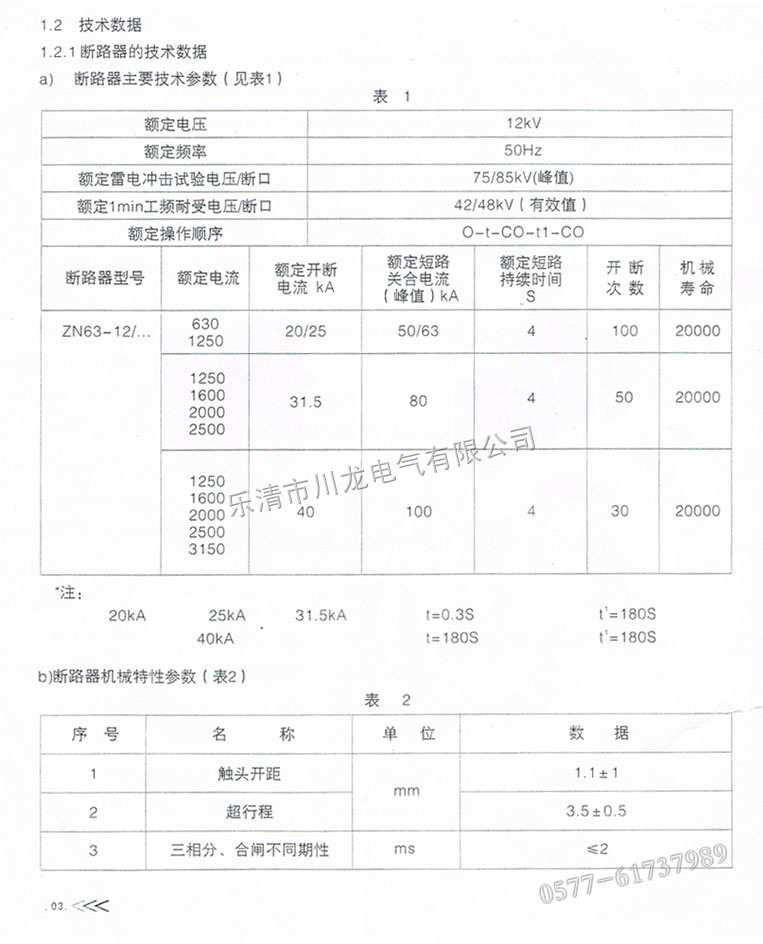 1.2 技术数据
1.2.1断路器的技术数据
a) 断路器主要技术参数（见表1）
表 1
额定电压 12kV
额定频率 50Hz
额定雷电冲击试验电压/断口 75/85kV(峰值)
额定1min工频耐受电压/断口 42/48kV（有效值）
额定操作顺序 O-t-CO-t1-CO
断路器型号 额定电流 额定开断电流 kA 额定短路关合电流（峰值）kA 额定短路持续时间 S 开断次数 机械寿命
ZN63-12/... 630 1250 20/25 50/63 4 100 20000
1250 1600 2000 2500 31.5 80 4 50 20000
1250 1600 2000 2500 3150 40 100 4 30 20000
乐清市川龙电气有限公司
*注：
20kA 25kA 31.5kA t=0.3S t'=180S
40kA t=180S t'=180S
b)断路器机械特性参数（表2）
表 2
序 号 名 称 单 位 数 据
1 触头开距 mm 1.1±1
2 超行程 3.5±0.5
3 三相分、合闸不同期性 ms ≤2
0577-61737989
.03.